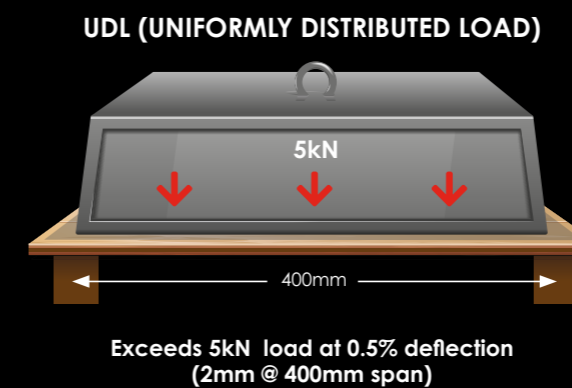 UDL (UNIFORMLY DISTRIBUTED LOAD)
5kN
400mm
Exceeds 5kN load at 0.5% deflection
(2mm @ 400mm span)